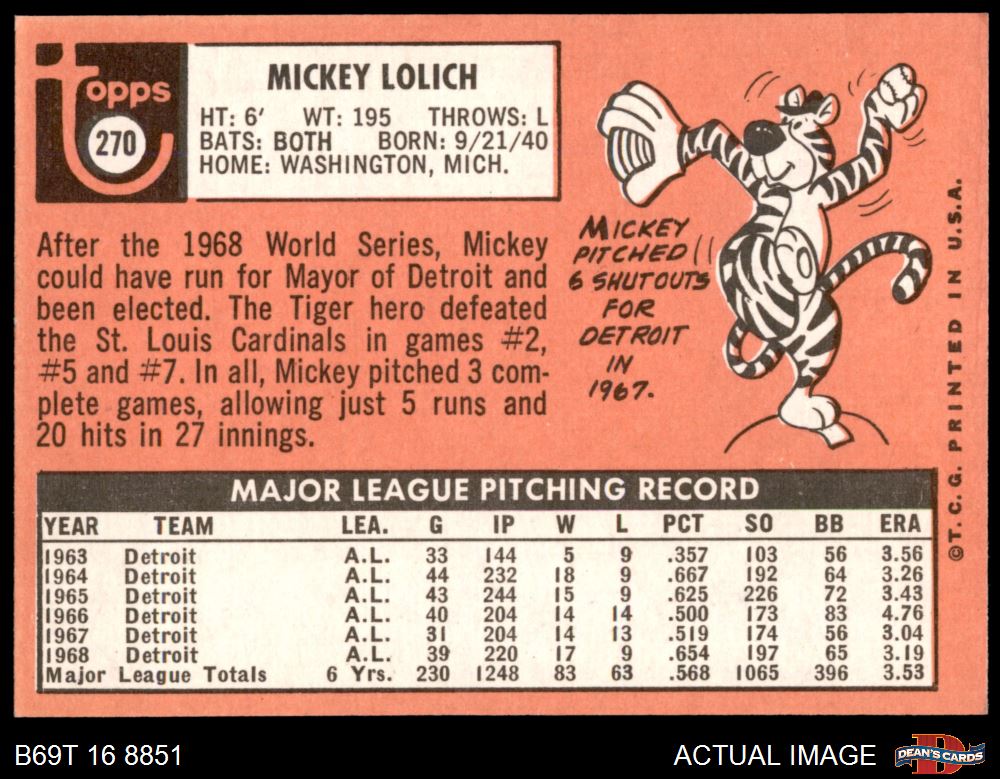 topps
270
MICKEY LOLICH
HT: 6' WT: 195 THROWS: L
BATS: BOTH BORN: 9/21/40
HOME: WASHINGTON, MICH.
After the 1968 World Series, Mickey
could have run for Mayor of Detroit and
been elected. The Tiger hero defeated
the St. Louis Cardinals in games #2,
#5 and #7. In all, Mickey pitched 3 com-
plete games, allowing just 5 runs and
20 hits in 27 innings.
MICKEY
PITCHED
6 SHUTOUTS
FOR
DETROIT
IN
1967.
MAJOR LEAGUE PITCHING RECORD
YEAR TEAM LEA. G IP W L PCT SO BB ERA
1963 Detroit A.L. 33 144 5 9 .357 103 56 3.56
1964 Detroit A.L. 44 232 18 9 .667 192 64 3.26
1965 Detroit A.L. 43 244 15 9 .625 226 72 3.43
1966 Detroit A.L. 40 204 14 14 .500 173 83 4.76
1967 Detroit A.L. 31 204 14 13 .519 174 56 3.04
1968 Detroit A.L. 39 220 17 9 .654 197 65 3.19
Major League Totals 6 Yrs. 230 1248 83 63 .568 1065 396 3.53
©T. C. G. PRINTED IN U.S.A.
B69T 16 8851
ACTUAL IMAGE
DEAN'S CARDS